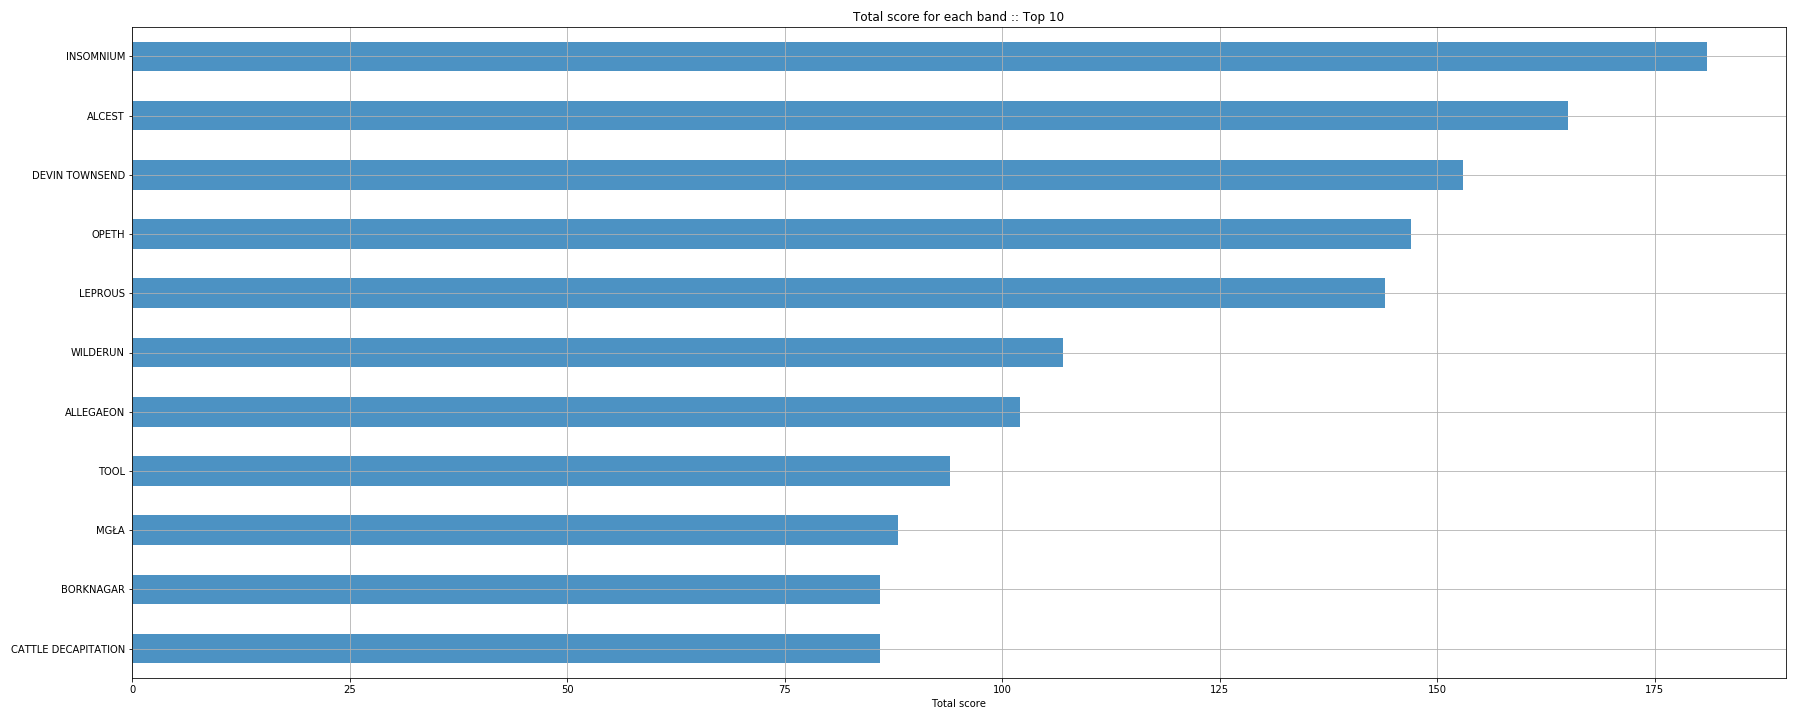 Total score for each band :: Top 10
INSOMNIUM
ALCEST
DEVIN TOWNSEND
OPETH
LEPROUS
WILDERUN
ALLEGAEON
TOOL
MGŁA
BORKNAGAR
CATTLE DECAPITATION
0 25 50 75 100 125 150 175
Total score